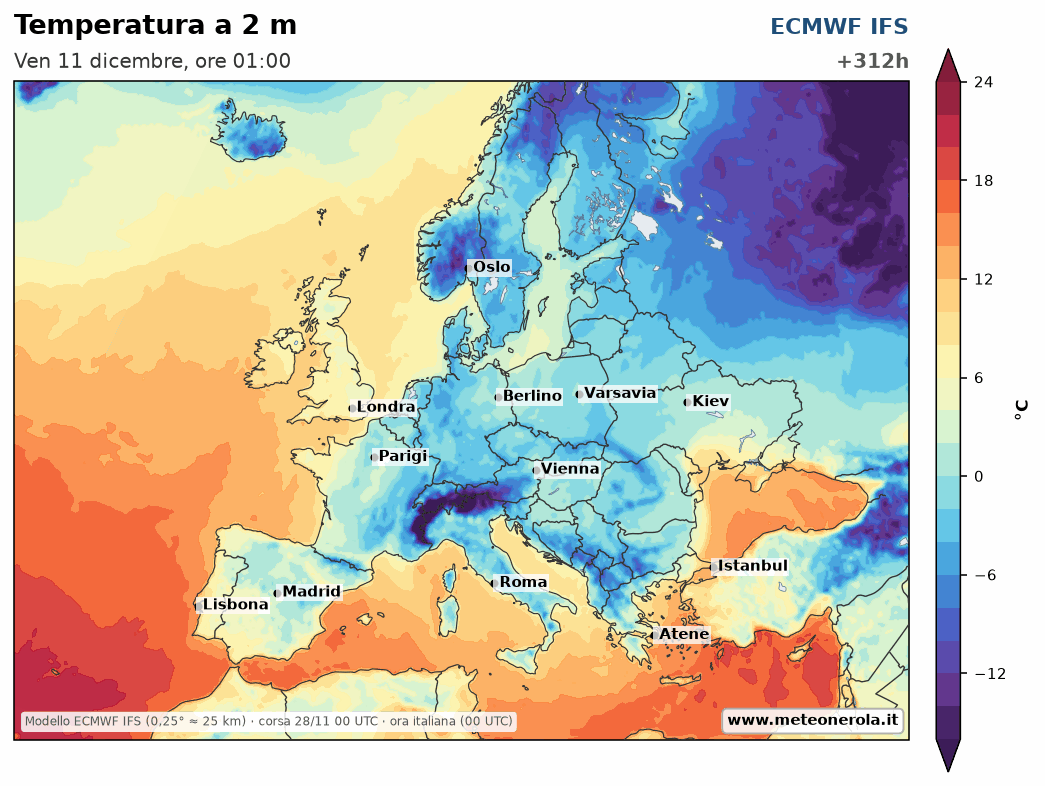 Temperatura a 2 m
ECMWF IFS
Ven 11 dicembre, ore 01:00
+312h
24
18
12
6
0
−6
−12
°C
Oslo
Berlino
Varsavia
Kiev
Londra
Parigi
Vienna
Istanbul
Roma
Madrid
Lisbona
Atene
Modello ECMWF IFS (0,25° ≈ 25 km) · corsa 28/11 00 UTC · ora italiana (00 UTC)
www.meteonerola.it